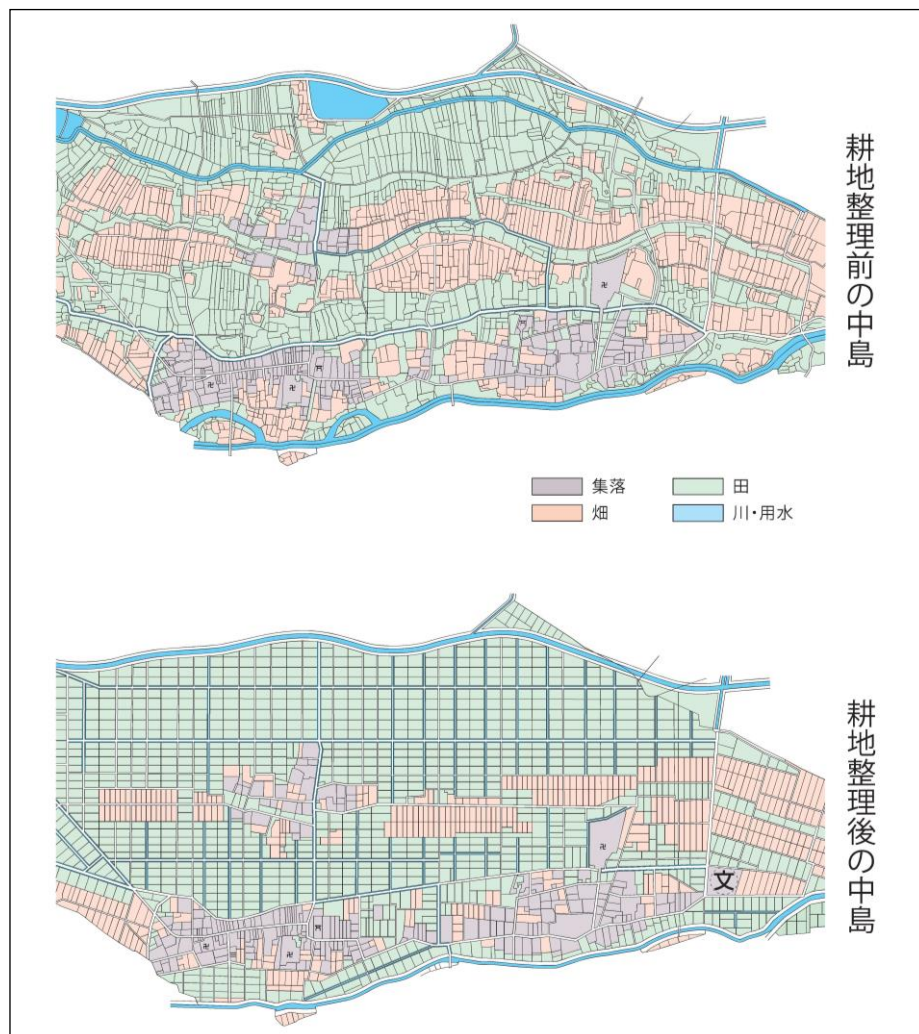 耕地整理前の中島
集落
田
畑
川・用水
耕地整理後の中島
文